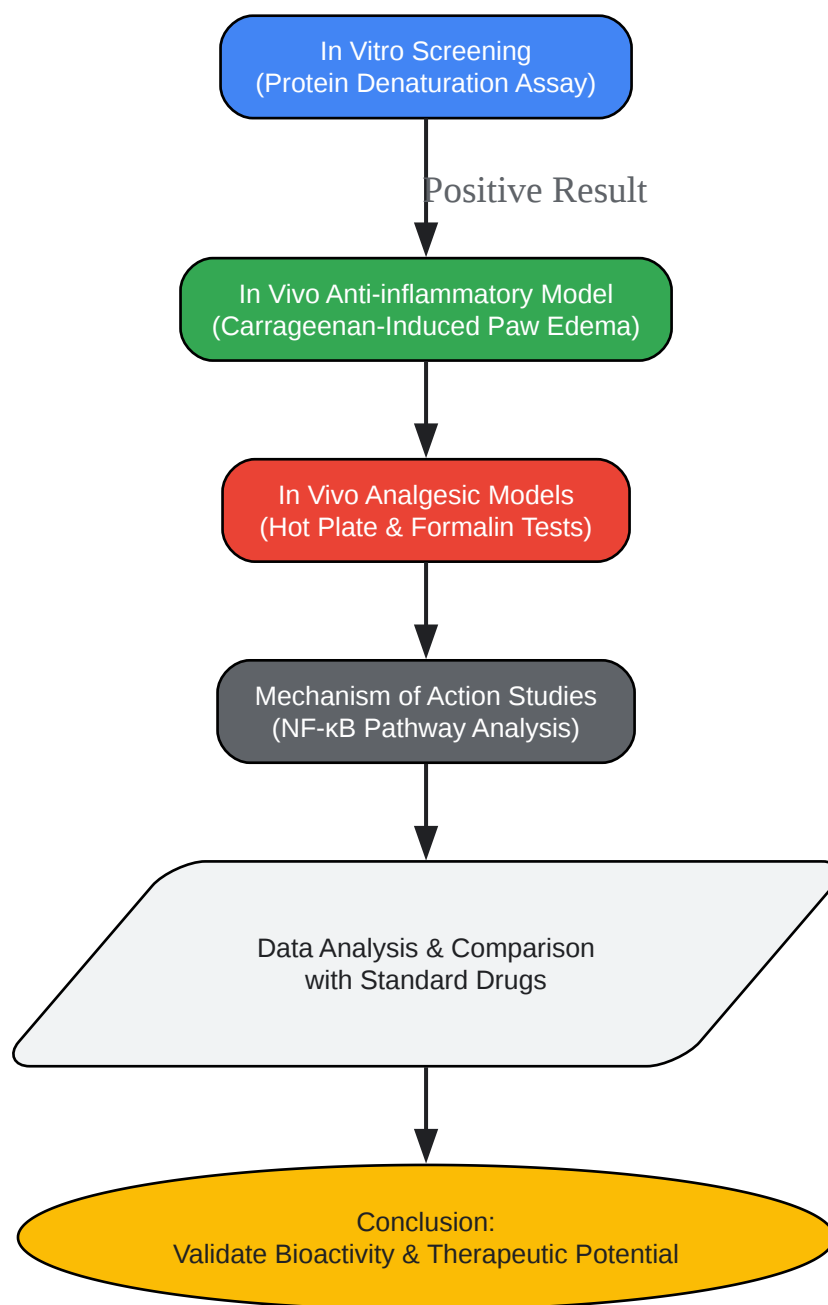 In Vitro Screening
(Protein Denaturation Assay)
Positive Result
In Vivo Anti-inflammatory Model
(Carrageenan-Induced Paw Edema)
In Vivo Analgesic Models
(Hot Plate & Formalin Tests)
Mechanism of Action Studies
(NF-κB Pathway Analysis)
Data Analysis & Comparison
with Standard Drugs
Conclusion:
Validate Bioactivity & Therapeutic Potential